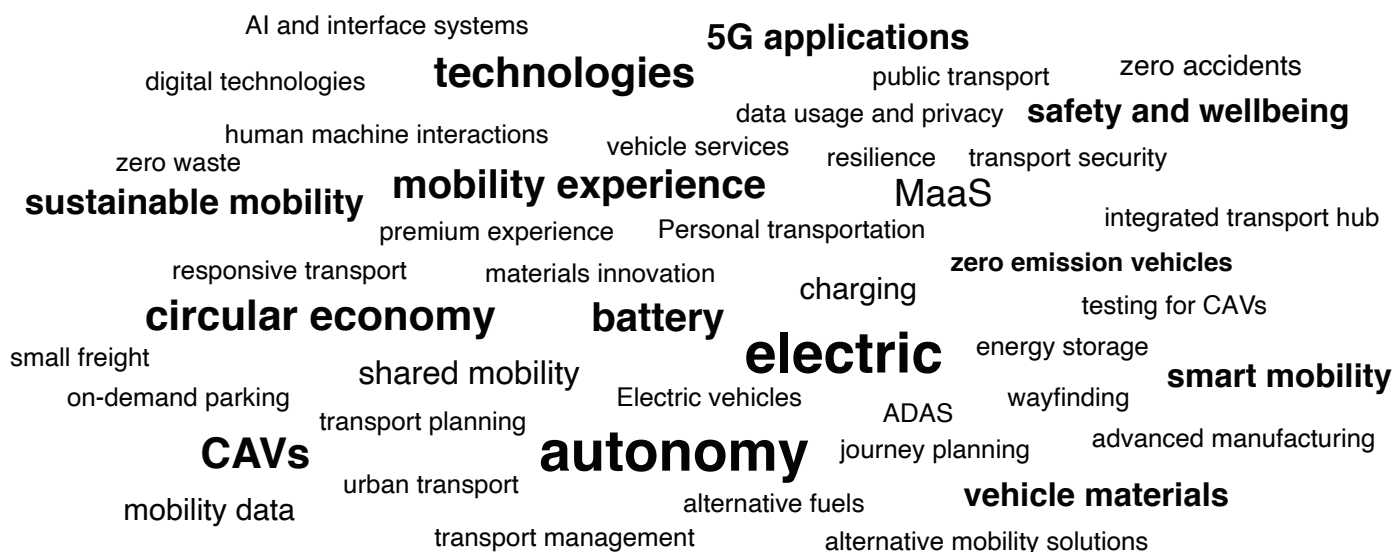 AI and interface systems
5G applications
technologies
public transport
zero accidents
digital technologies
data usage and privacy
safety and wellbeing
human machine interactions
vehicle services
resilience
transport security
zero waste
mobility experience
MaaS
sustainable mobility
integrated transport hub
premium experience
Personal transportation
responsive transport
materials innovation
zero emission vehicles
charging
testing for CAVs
circular economy
battery
electric
energy storage
small freight
shared mobility
smart mobility
on-demand parking
Electric vehicles
wayfinding
transport planning
ADAS
CAVs
autonomy
journey planning
advanced manufacturing
urban transport
vehicle materials
mobility data
alternative fuels
transport management
alternative mobility solutions